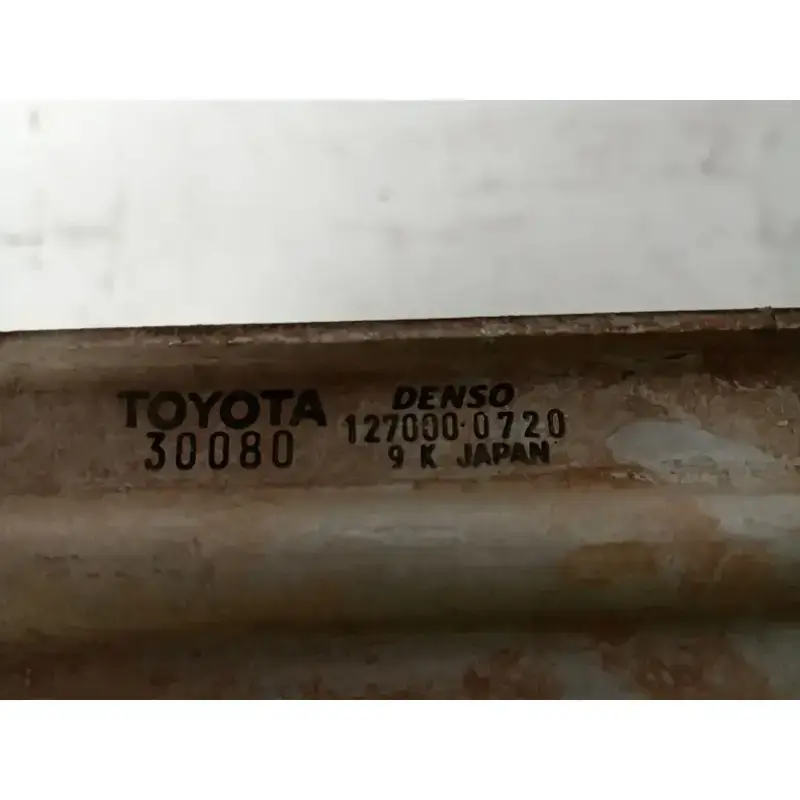 TOYOTA
30080
DENSO
127000-0720
9 K JAPAN